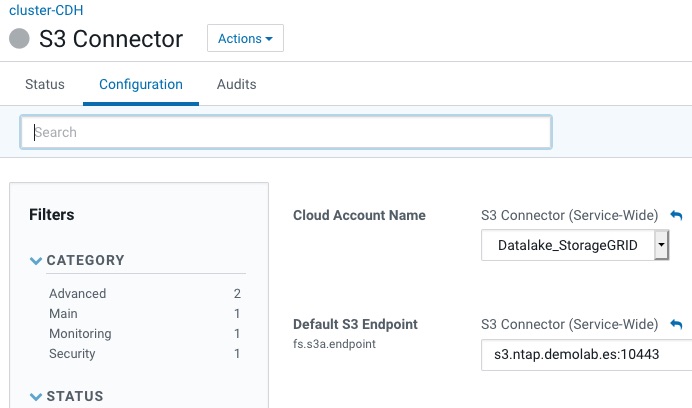 cluster-CDH
S3 Connector
Actions
Status Configuration Audits
Search
Filters
CATEGORY
Advanced 2
Main 1
Monitoring 1
Security 1
STATUS
Cloud Account Name
S3 Connector (Service-Wide)
Datalake_StorageGRID
Default S3 Endpoint
fs.s3a.endpoint
S3 Connector (Service-Wide)
s3.ntap.demolab.es:10443